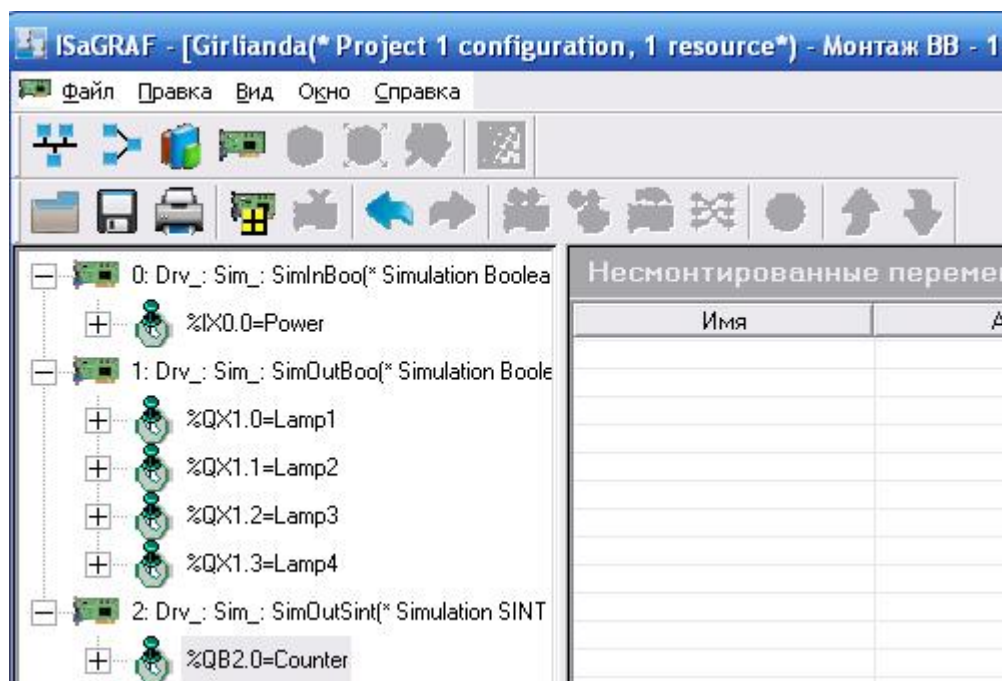 ISaGRAF - [Girlianda(* Project 1 configuration, 1 resource*) - Монтаж ВВ - 1
Файл Правка Вид Окно Справка
0: Drv_: Sim_: SimInBoo(* Simulation Boolea
%IX0.0=Power
1: Drv_: Sim_: SimOutBoo(* Simulation Boole
%QX1.0=Lamp1
%QX1.1=Lamp2
%QX1.2=Lamp3
%QX1.3=Lamp4
2: Drv_: Sim_: SimOutSint(* Simulation SINT
%QB2.0=Counter
Несмонтированные переме
Имя
А